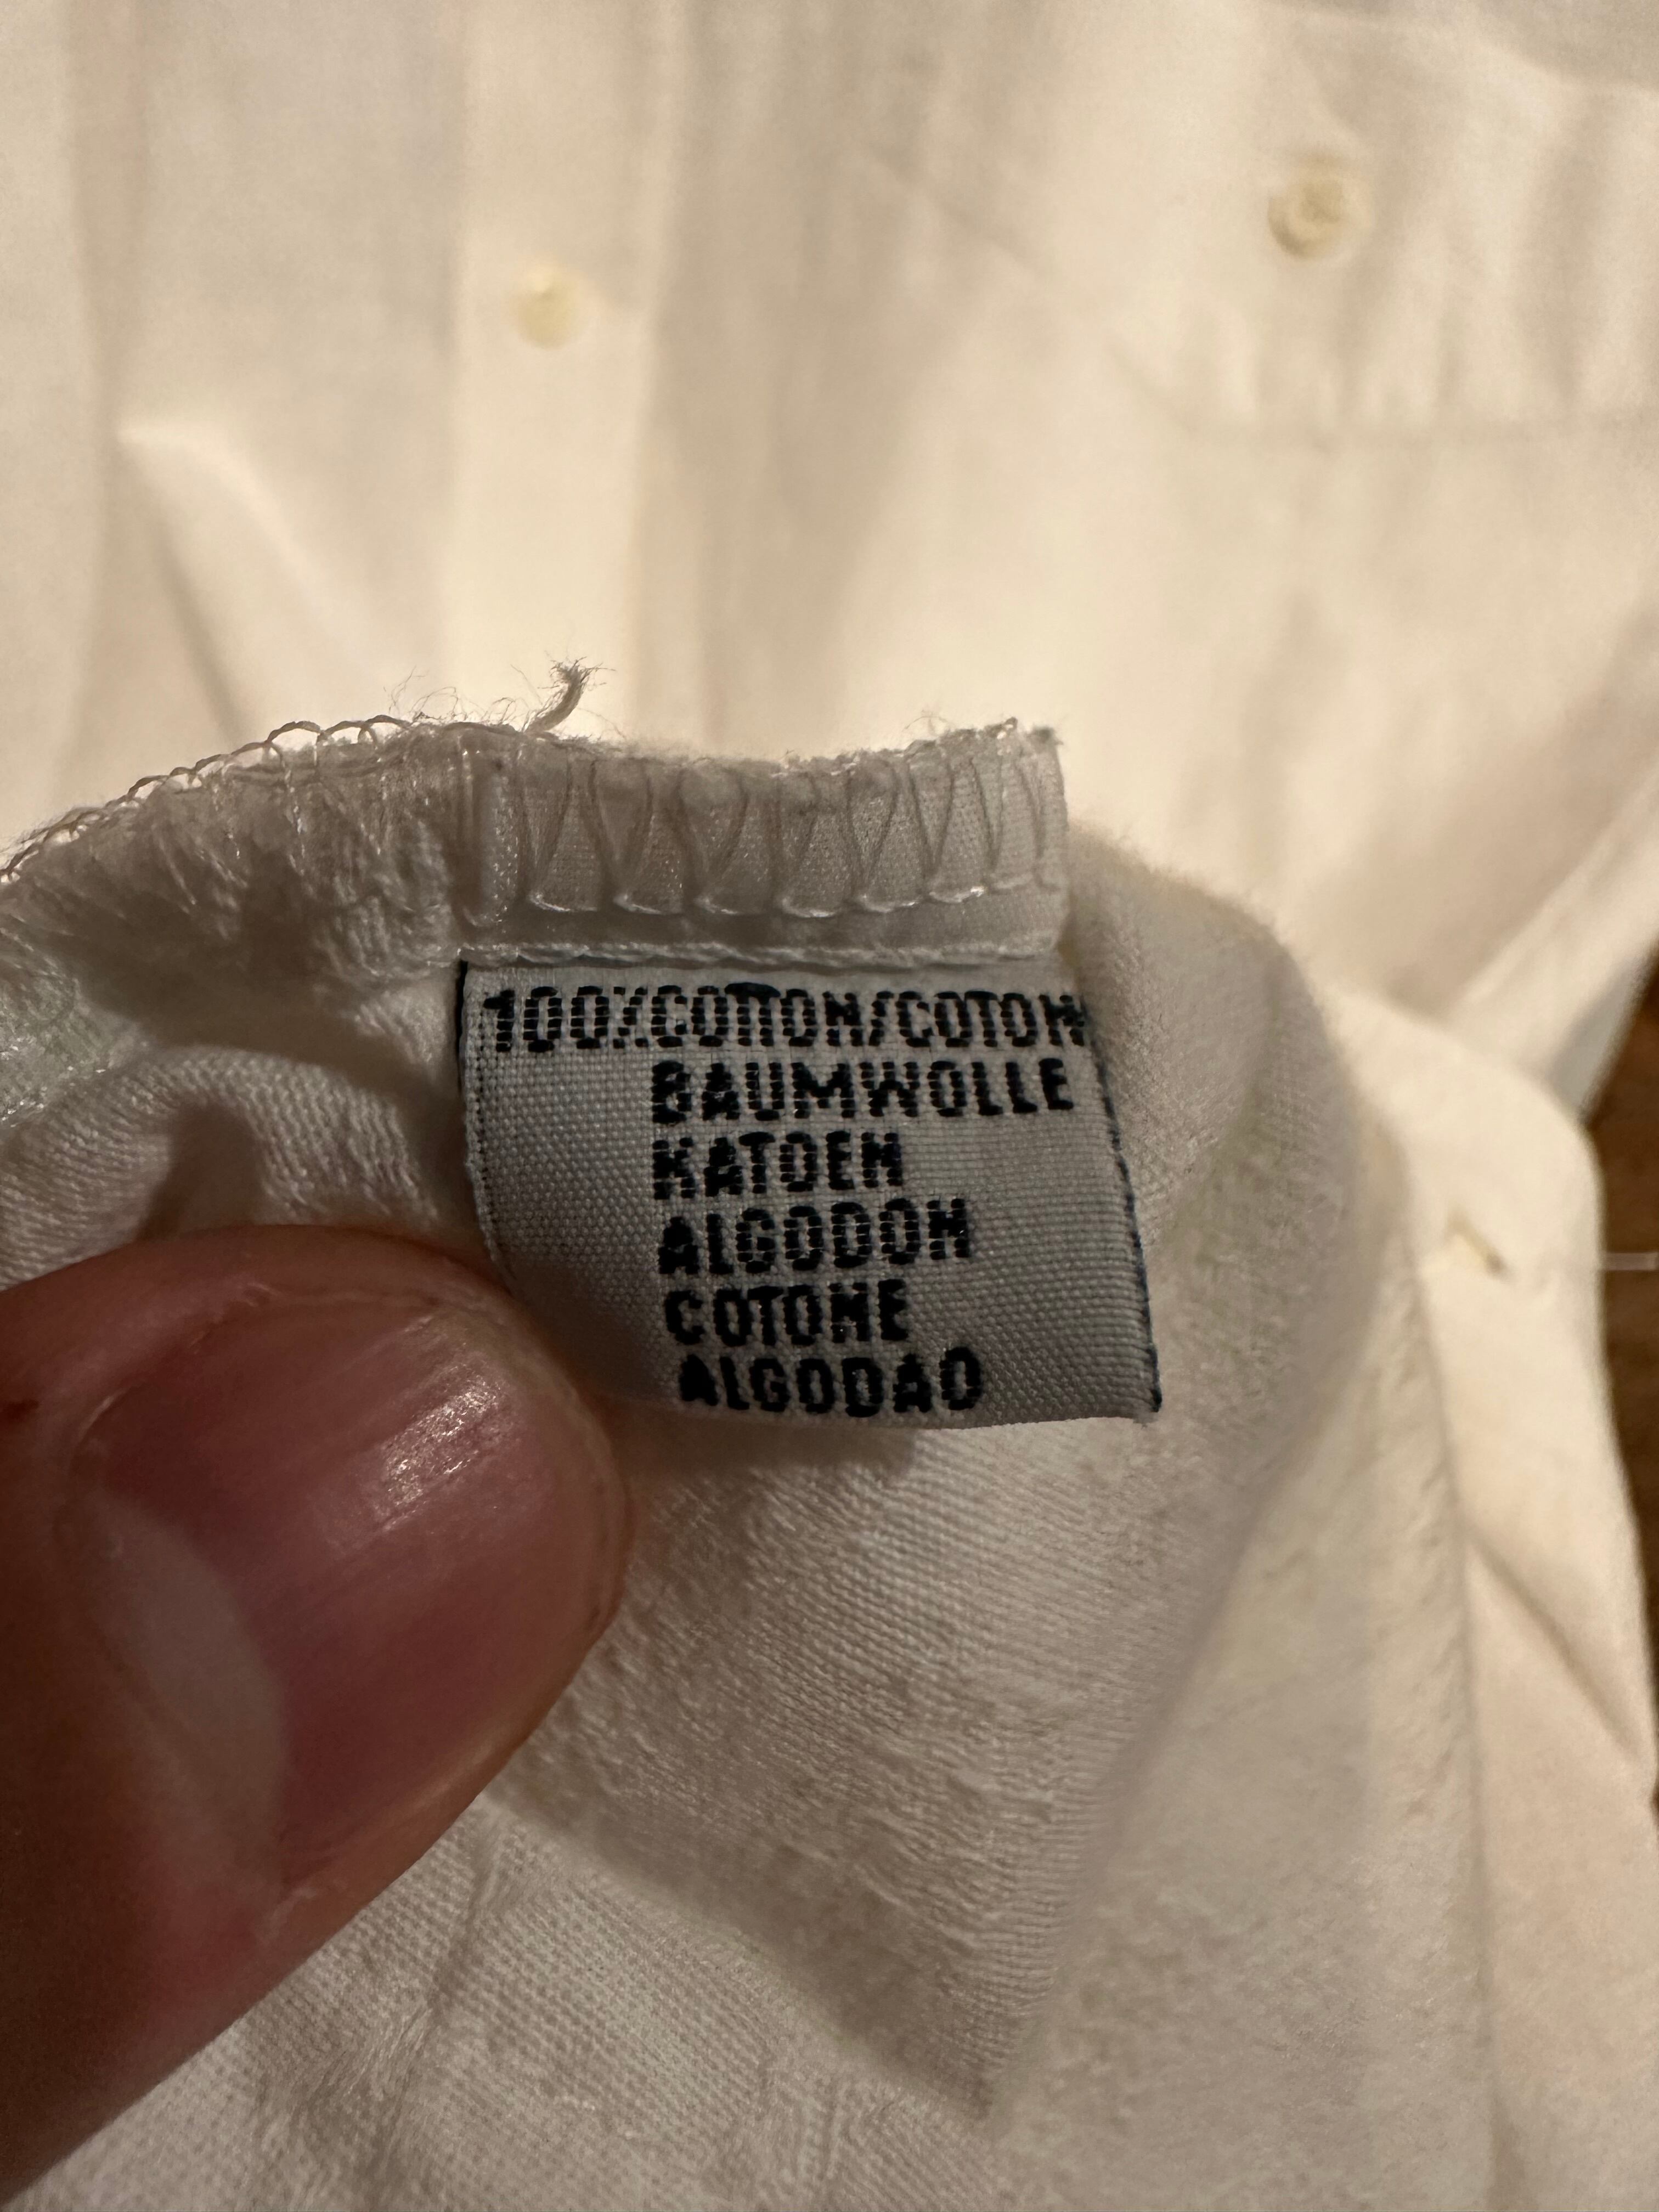 100%COTTON/COTON
BAUMWOLLE
KATOEN
ALGODON
COTONE
ALGODAO